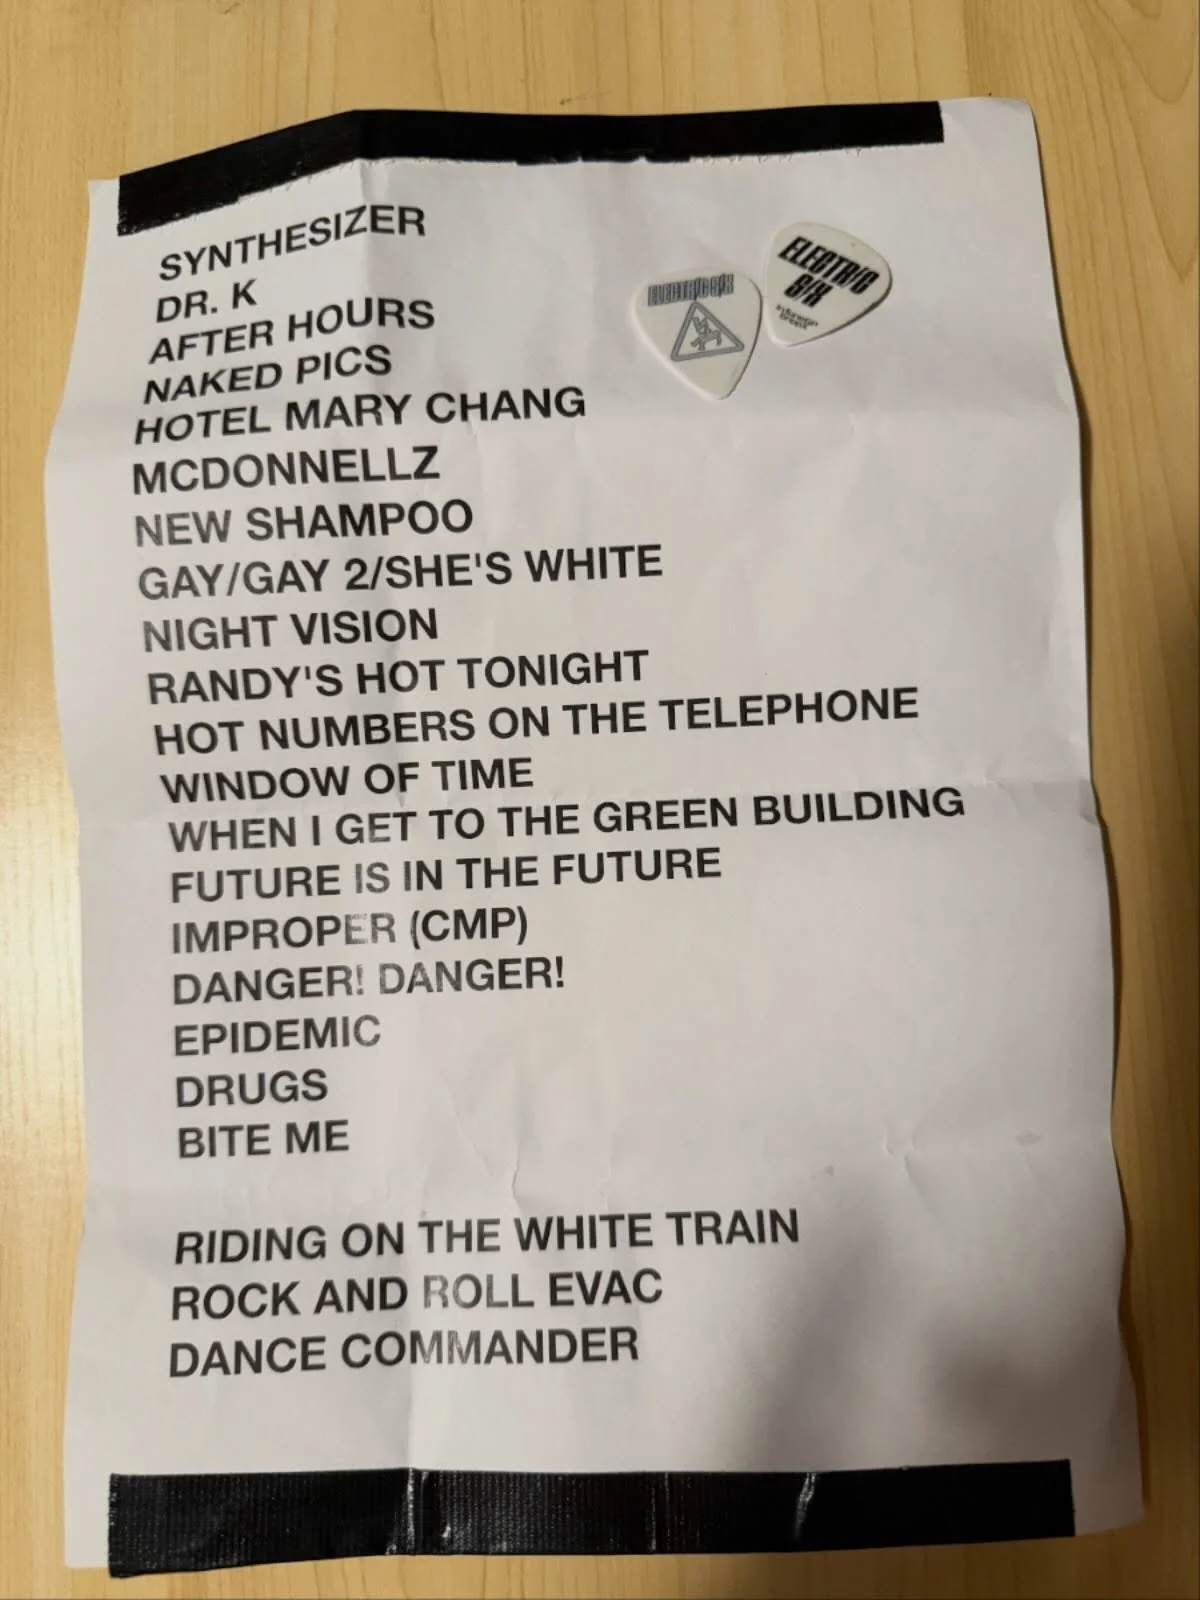 SYNTHESIZER
DR. K
AFTER HOURS
NAKED PICS
HOTEL MARY CHANG
MCDONNELLZ
NEW SHAMPOO
GAY/GAY 2/SHE'S WHITE
NIGHT VISION
RANDY'S HOT TONIGHT
HOT NUMBERS ON THE TELEPHONE
WINDOW OF TIME
WHEN I GET TO THE GREEN BUILDING
FUTURE IS IN THE FUTURE
IMPROPER (CMP)
DANGER! DANGER!
EPIDEMIC
DRUGS
BITE ME
RIDING ON THE WHITE TRAIN
ROCK AND ROLL EVAC
DANCE COMMANDER
ELECTRIC SIX
ELECTRIC
SIX